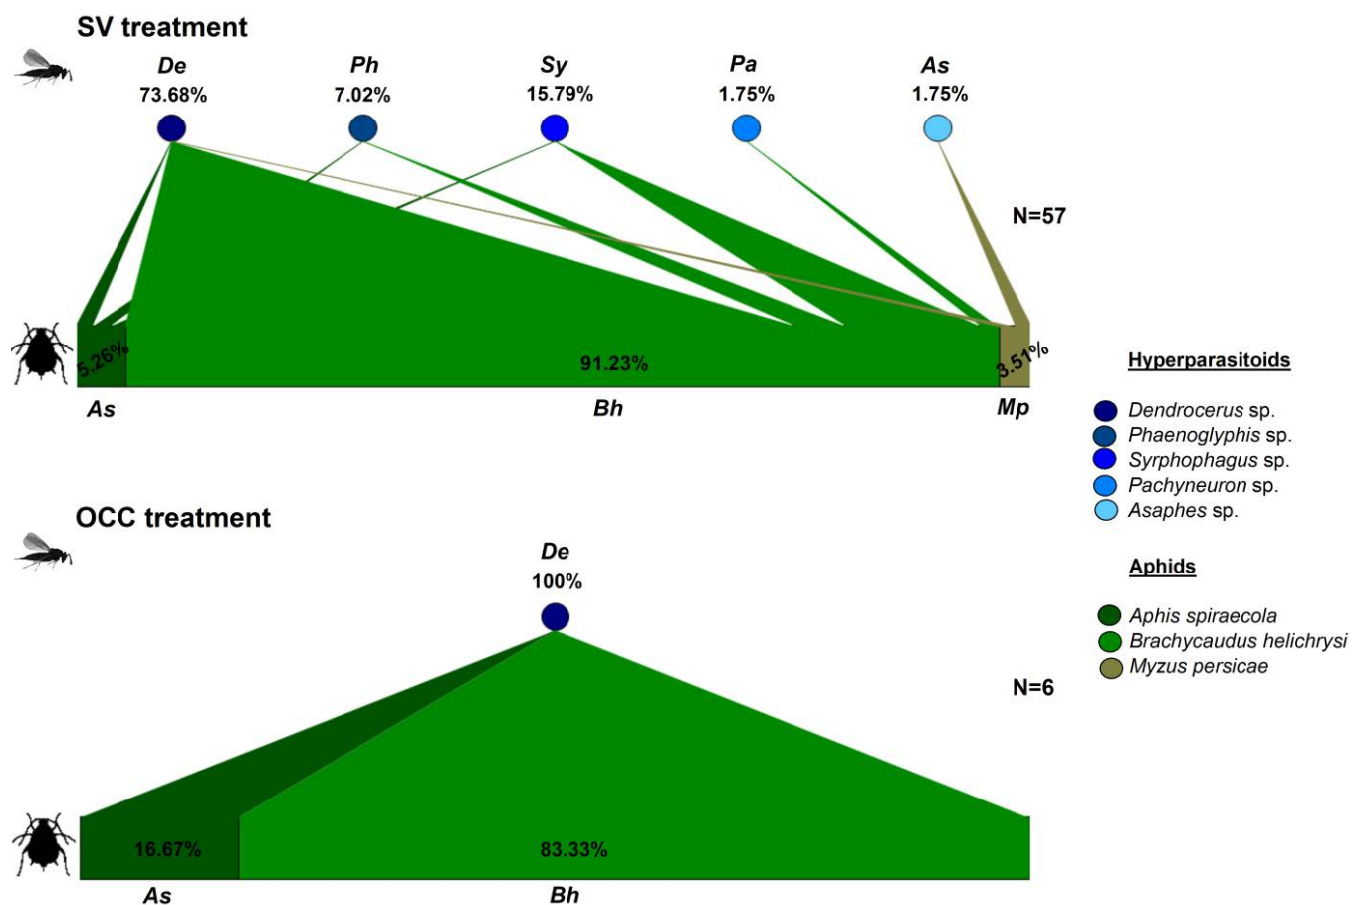 SV treatment
De Ph Sy Pa As
73.68% 7.02% 15.79% 1.75% 1.75%
N=57
5.26% 91.23% 3.51%
As Bh Mp
Hyperparasitoids
Dendrocerus sp.
Phaenoglyphis sp.
Syrphophagus sp.
Pachyneuron sp.
Asaphes sp.
OCC treatment
De
100%
Aphids
Aphis spiraecola
Brachycaudus helichrysi
Myzus persicae
N=6
16.67% 83.33%
As Bh